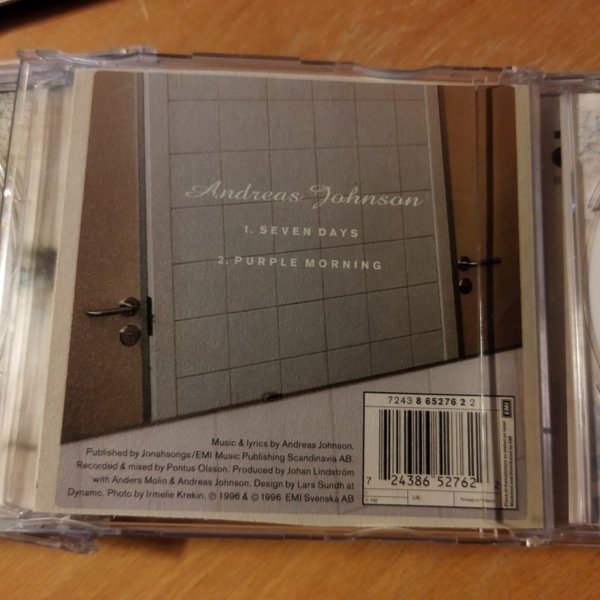 Andreas Johnson
1. SEVEN DAYS
2. PURPLE MORNING
Music & lyrics by Andreas Johnson.
Published by Jonahsongs/EMI Music Publishing Scandinavia AB.
Recorded & mixed by Pontus Olsson. Produced by Johan Lindström
with Anders Molin & Andreas Johnson. Design by Lars Sundh at
Dynamo. Photo by Irmelie Krekin. ℗ 1996 & © 1996 EMI Svenska AB
7243 8 65276 2 2
7 24386 52762 2
UK:
EMI